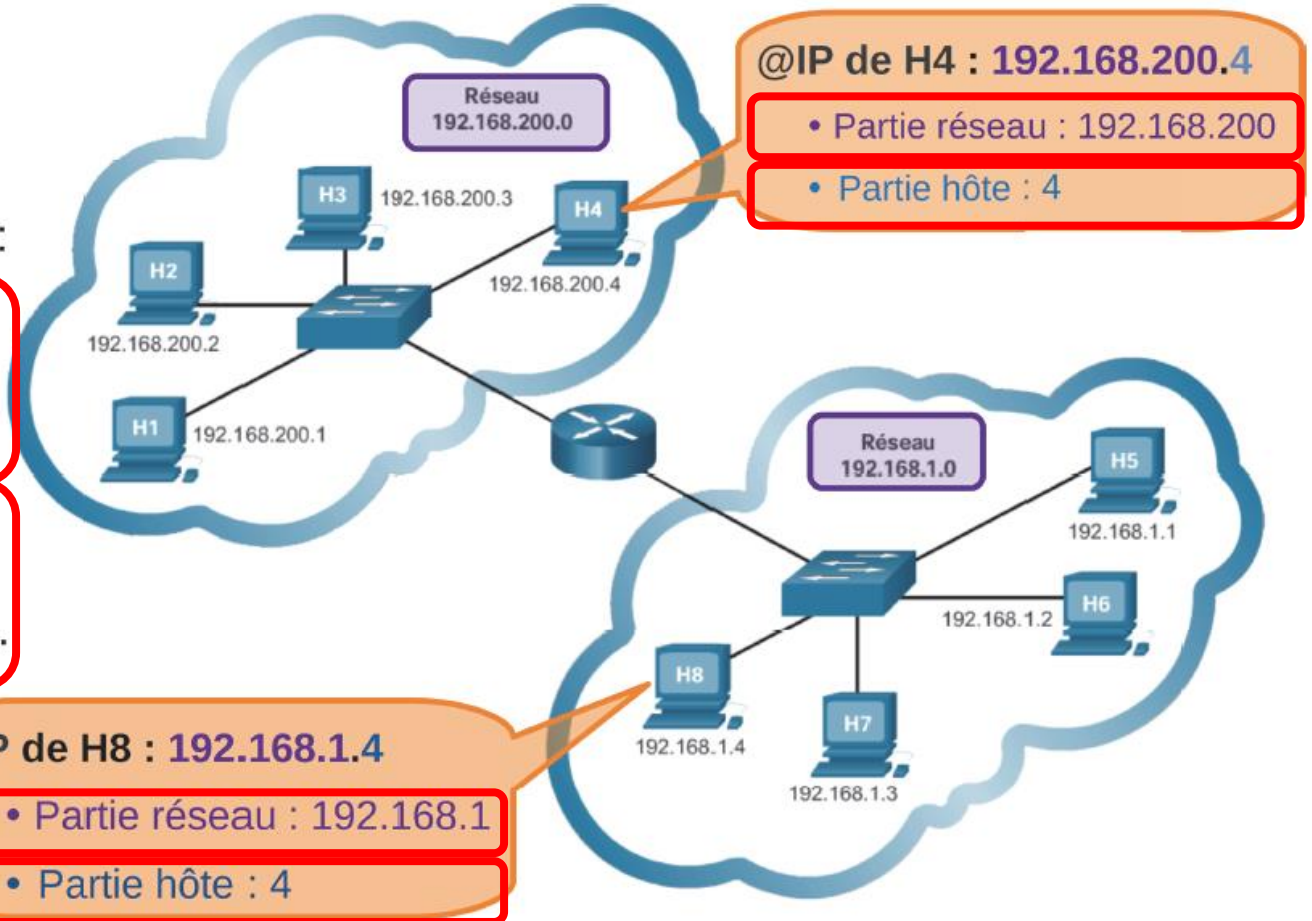 @IP de H4 : 192.168.200.4
• Partie réseau : 192.168.200
• Partie hôte : 4
Réseau
192.168.200.0
H3
192.168.200.3
H4
192.168.200.4
:
H2
192.168.200.2
H1
192.168.200.1
Réseau
192.168.1.0
H5
192.168.1.1
H6
192.168.1.2
.
H8
192.168.1.4
H7
192.168.1.3
de H8 : 192.168.1.4
• Partie réseau : 192.168.1
• Partie hôte : 4